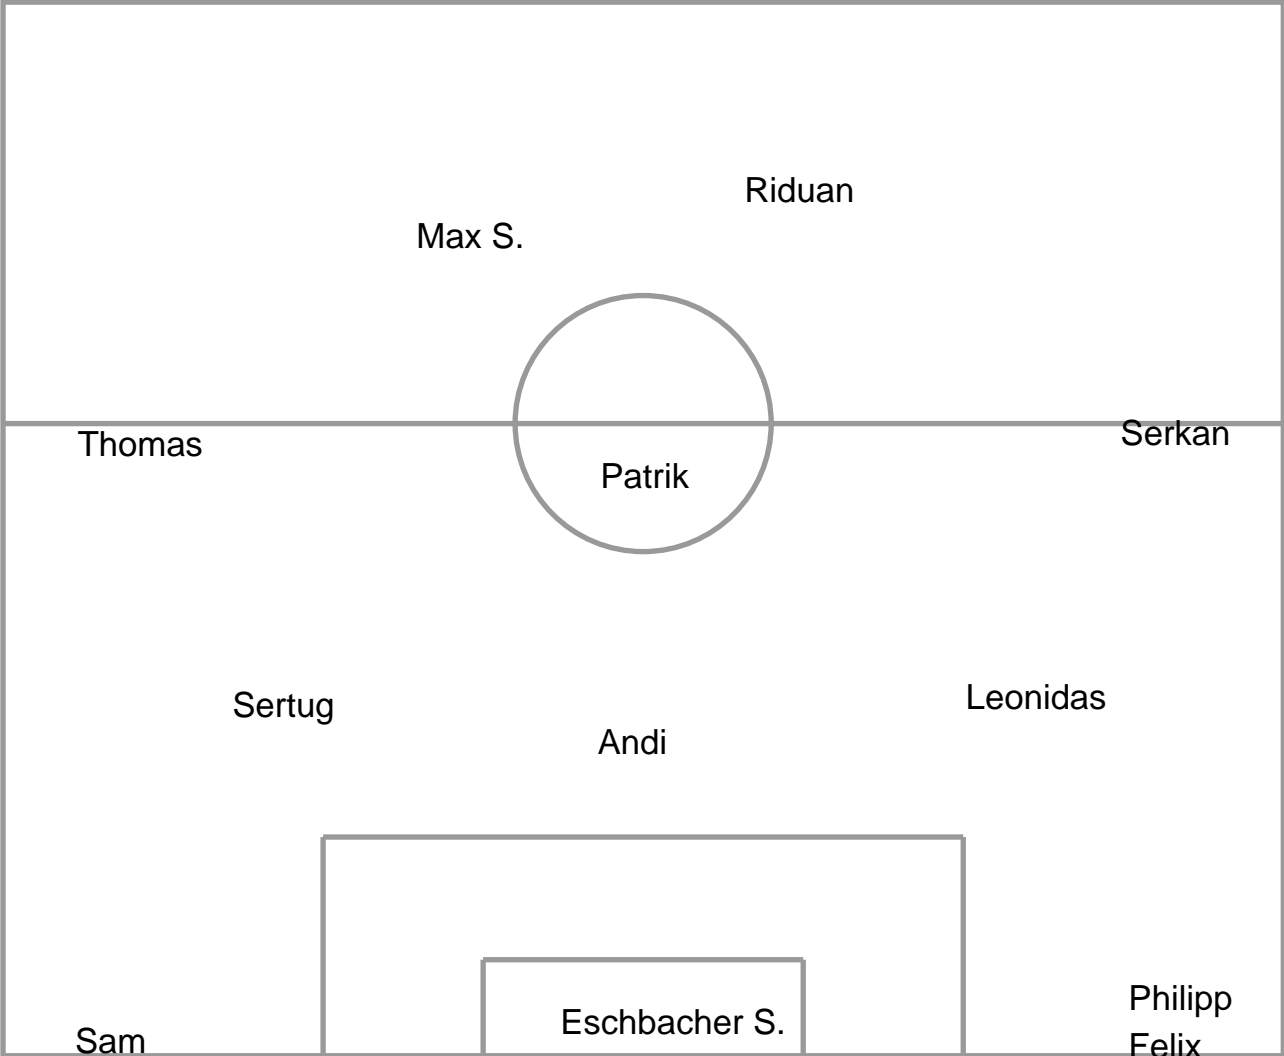 Riduan
Max S.
Serkan
Thomas
Patrik
Leonidas
Sertug
Andi
Philipp
Eschbacher S.
Sam
Felix